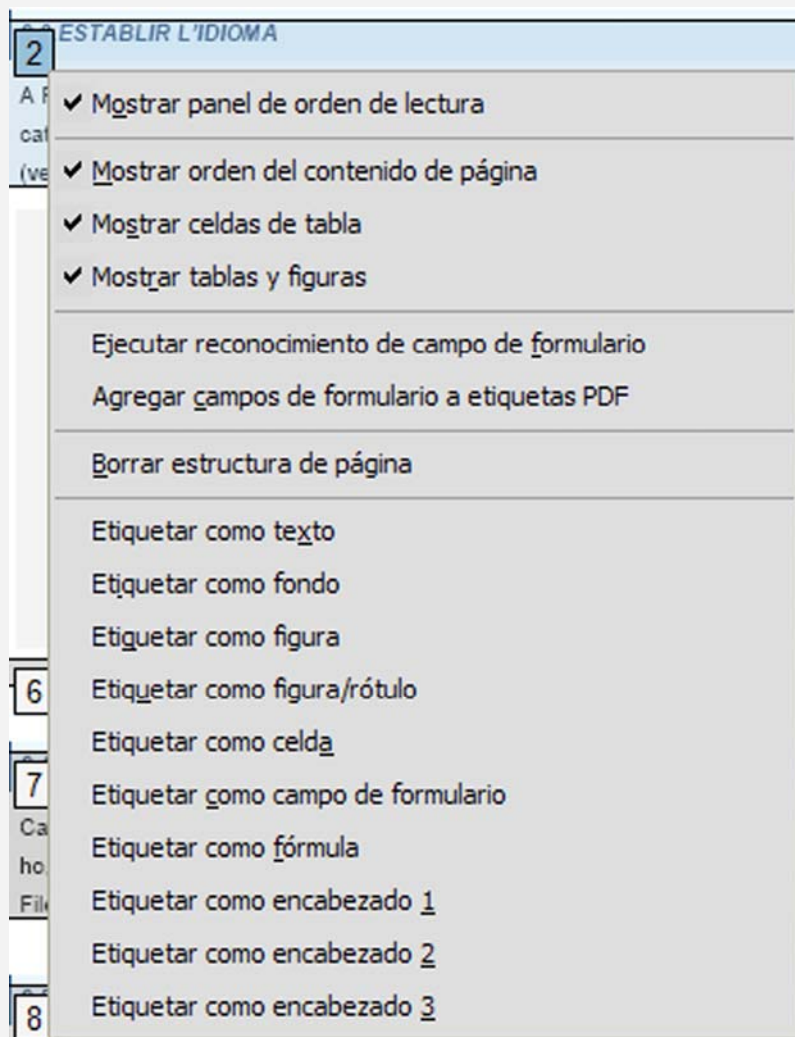 ESTABLIR L'IDIOMA
2
A
✔ Mostrar panel de orden de lectura
✔ Mostrar orden del contenido de página
(ve
✔ Mostrar celdas de tabla
✔ Mostrar tablas y figuras
Ejecutar reconocimiento de campo de formulario
Agregar campos de formulario a etiquetas PDF
Borrar estructura de página
Etiquetar como texto
Etiquetar como fondo
Etiquetar como figura
Etiquetar como figura/rótulo
6
Etiquetar como celda
7
Etiquetar como campo de formulario
Ca
Etiquetar como fórmula
ho
Etiquetar como encabezado 1
Etiquetar como encabezado 2
Etiquetar como encabezado 3
8